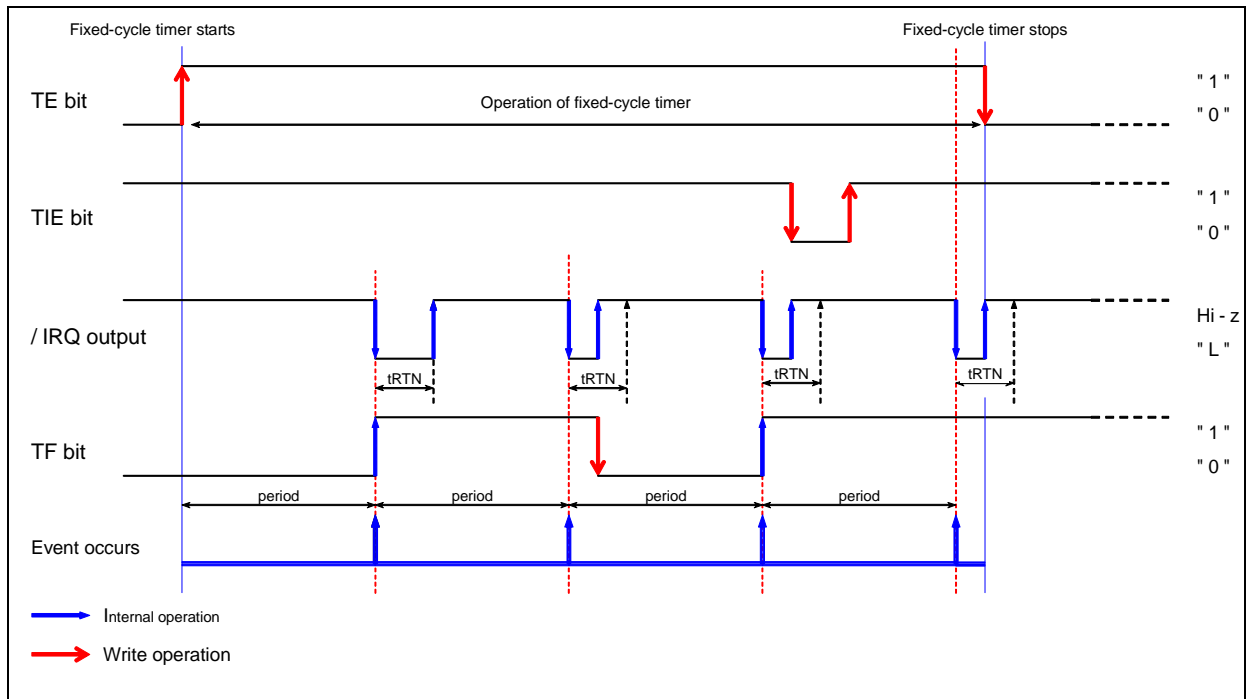 Fixed-cycle timer starts
Fixed-cycle timer stops
TE bit
Operation of fixed-cycle timer
" 1 "
" 0 "
TIE bit
" 1 "
" 0 "
/ IRQ output
Hi - z
" L "
tRTN
tRTN
tRTN
tRTN
TF bit
" 1 "
" 0 "
period
period
period
period
Event occurs
Internal operation
Write operation